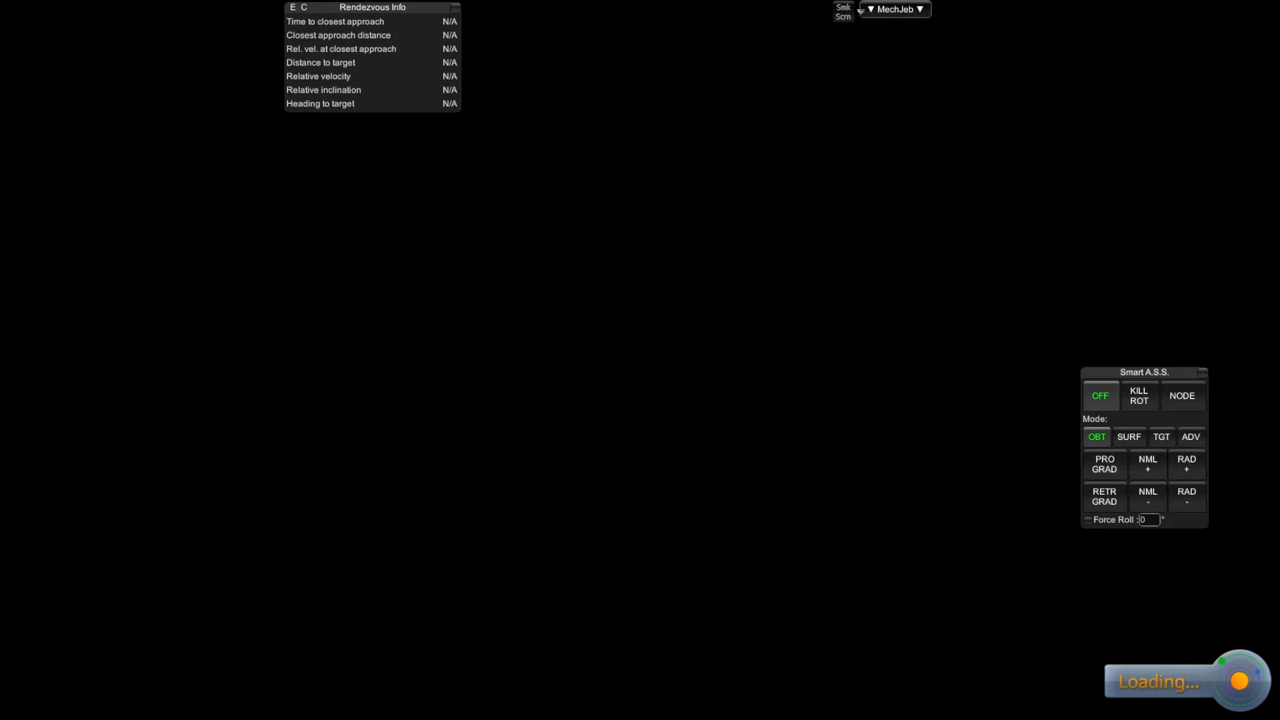 E C Rendezvous Info
Time to closest approach N/A
Closest approach distance N/A
Rel. vel. at closest approach N/A
Distance to target N/A
Relative velocity N/A
Relative inclination N/A
Heading to target N/A
Smk
Scrn
▼ MechJeb ▼
Smart A.S.S.
OFF KILL ROT NODE
Mode:
OBT SURF TGT ADV
PRO GRAD NML + RAD +
RETR GRAD NML - RAD -
Force Roll : 0 °
Loading...